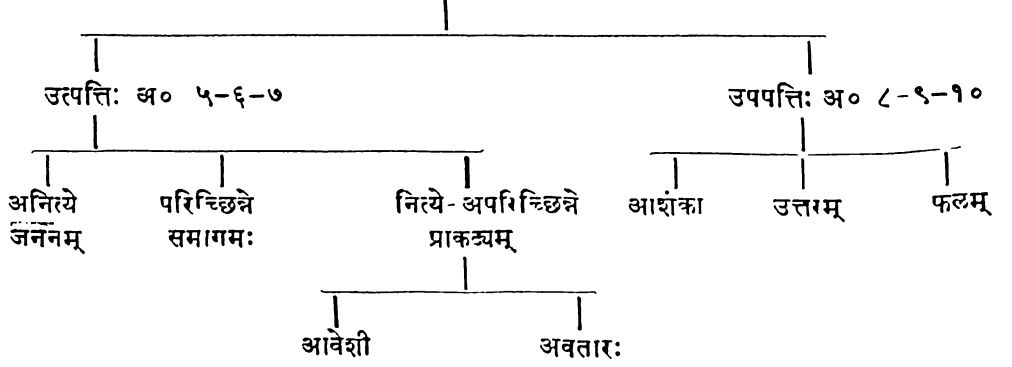 उत्पत्तिः अ० ५-६-७ उपपत्तिः अ० ८-९-१०
अनित्ये परिच्छिन्ने नित्ये-अपरिच्छिन्ने आशंका उत्तरम् फलम्
जननम् समागमः प्राकट्यम्
आवेशी अवतारः